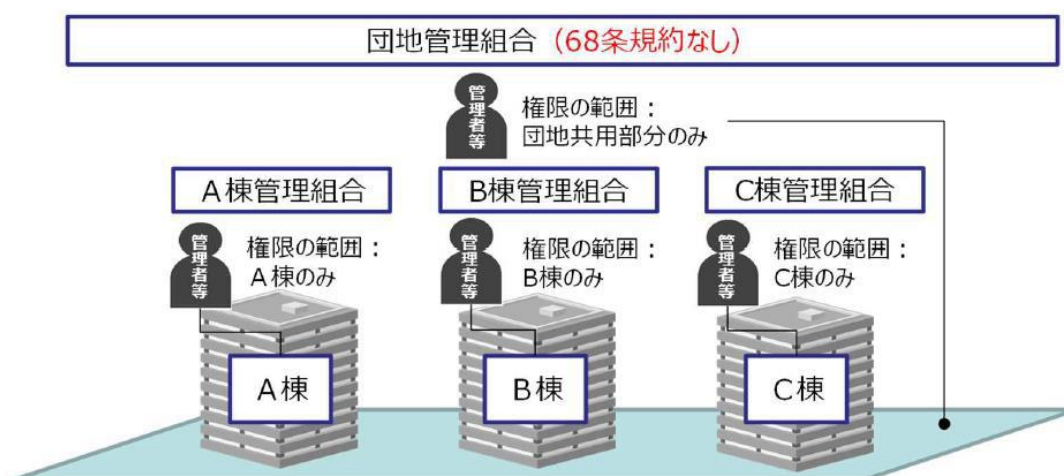 団地管理組合（68条規約なし）
管理者等
権限の範囲：
団地共用部分のみ
A棟管理組合
B棟管理組合
C棟管理組合
管理者等
権限の範囲：
A棟のみ
管理者等
権限の範囲：
B棟のみ
管理者等
権限の範囲：
C棟のみ
A棟
B棟
C棟